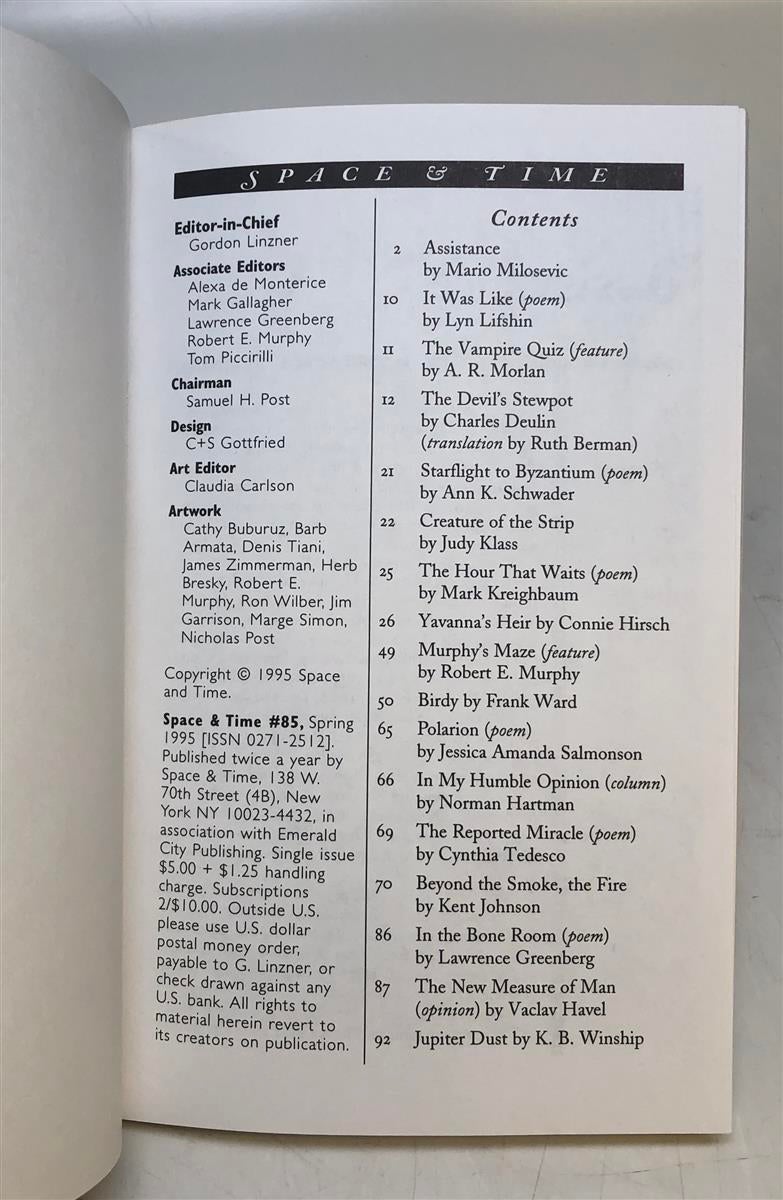 SPACE & TIME
Editor-in-Chief
Gordon Linzner
Associate Editors
Alexa de Monterice
Mark Gallagher
Lawrence Greenberg
Robert E. Murphy
Tom Piccirilli
Chairman
Samuel H. Post
Design
C+S Gottfried
Art Editor
Claudia Carlson
Artwork
Cathy Buburuz, Barb
Armata, Denis Tiani,
James Zimmerman, Herb
Bresky, Robert E.
Murphy, Ron Wilber, Jim
Garrison, Marge Simon,
Nicholas Post
Copyright © 1995 Space
and Time.
Space & Time #85, Spring
1995 [ISSN 0271-2512].
Published twice a year by
Space & Time, 138 W.
70th Street (4B), New
York NY 10023-4432, in
association with Emerald
City Publishing. Single issue
$5.00 + $1.25 handling
charge. Subscriptions
2/$10.00. Outside U.S.
please use U.S. dollar
postal money order,
payable to G. Linzner, or
check drawn against any
U.S. bank. All rights to
material herein revert to
its creators on publication.
Contents
2 Assistance
by Mario Milosevic
10 It Was Like (poem)
by Lyn Lifshin
11 The Vampire Quiz (feature)
by A. R. Morlan
12 The Devil's Stewpot
by Charles Deulin
(translation by Ruth Berman)
21 Starflight to Byzantium (poem)
by Ann K. Schwader
22 Creature of the Strip
by Judy Klass
25 The Hour That Waits (poem)
by Mark Kreighbaum
26 Yavanna's Heir by Connie Hirsch
49 Murphy's Maze (feature)
by Robert E. Murphy
50 Birdy by Frank Ward
65 Polarion (poem)
by Jessica Amanda Salmonson
66 In My Humble Opinion (column)
by Norman Hartman
69 The Reported Miracle (poem)
by Cynthia Tedesco
70 Beyond the Smoke, the Fire
by Kent Johnson
86 In the Bone Room (poem)
by Lawrence Greenberg
87 The New Measure of Man
(opinion) by Vaclav Havel
92 Jupiter Dust by K. B. Winship